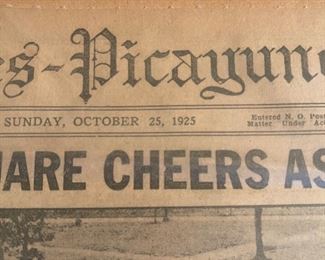 es-Picayun
SUNDAY, OCTOBER 25, 1925
Entered N. O. Post
Matter Under Ac
UARE CHEERS AS